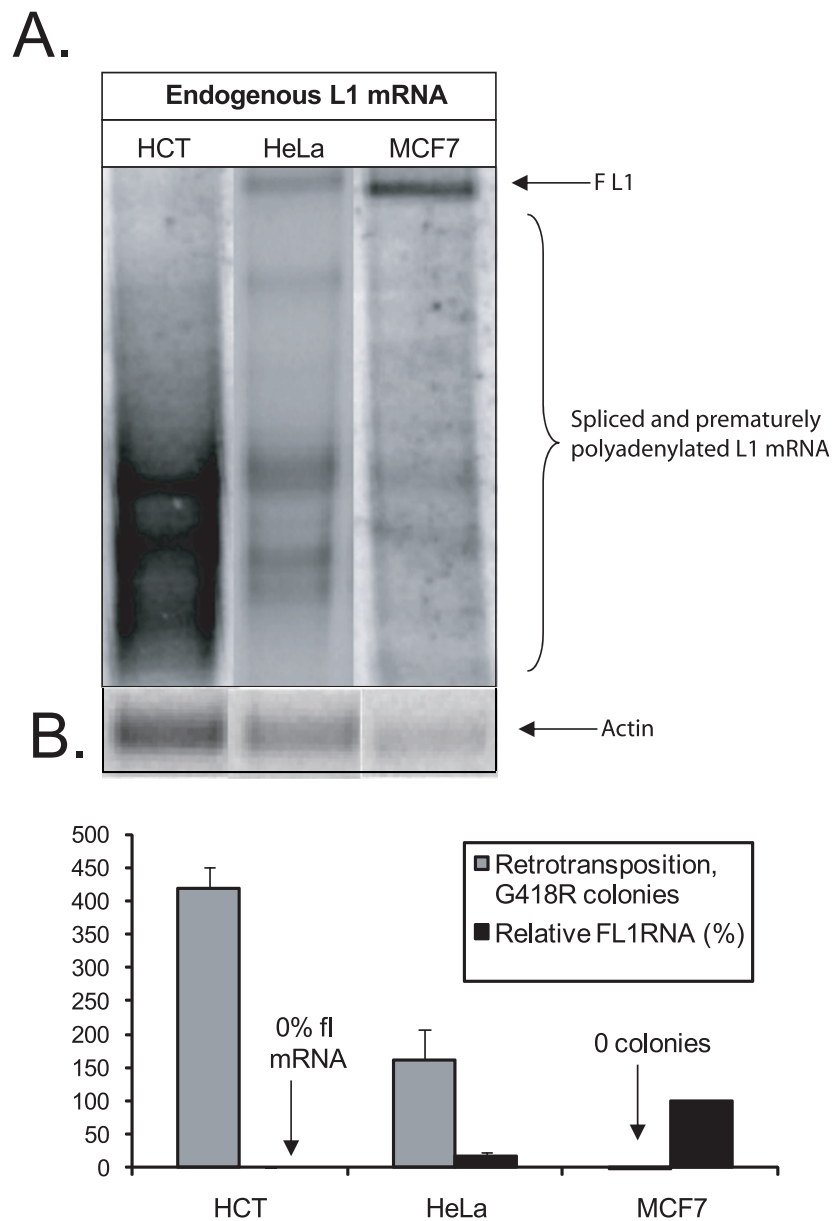 A.
Endogenous L1 mRNA
HCT HeLa MCF7
F L1
Spliced and prematurely
polyadenylated L1 mRNA
Actin
B.
500
450
400
350
300
250
200
150
100
50
0
Retrotransposition,
G418R colonies
Relative FL1RNA (%)
0% fl
mRNA
0 colonies
HCT HeLa MCF7